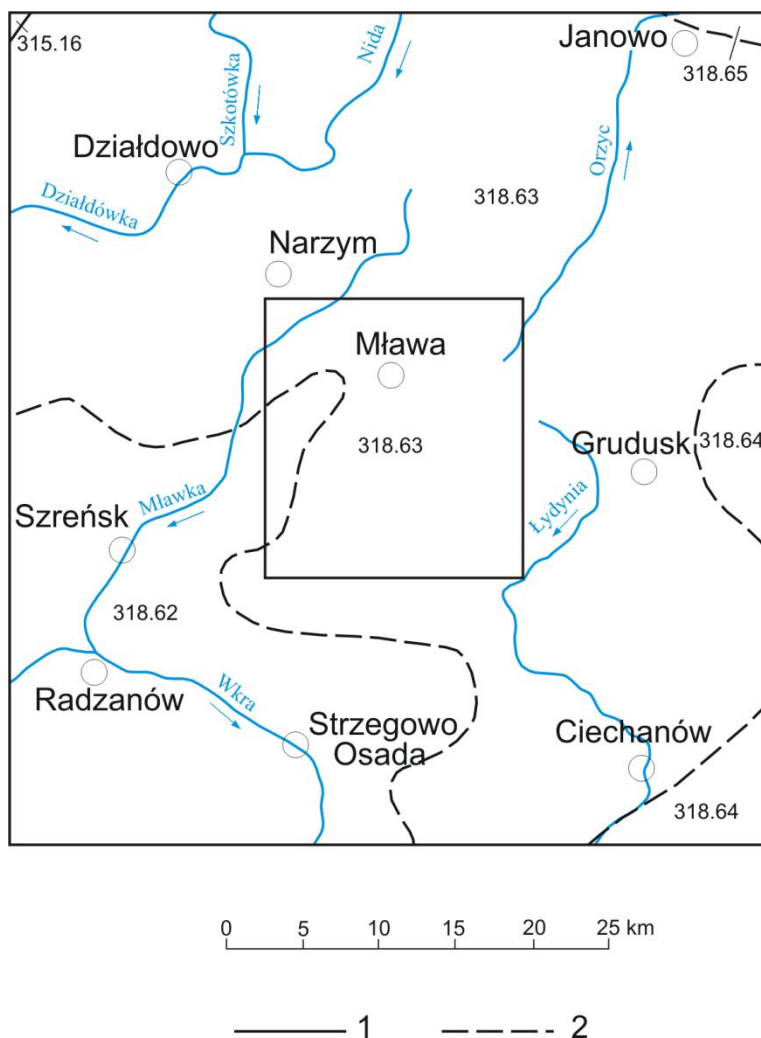 315.16
Szkotówka
Nida
Janowo
318.65
Działdowo
Działdówka
318.63
Orzyc
Narzym
Mława
318.63
Grudusk
318.64
Mławka
Łydynia
Szreńsk
318.62
Radzanów
Wkra
Strzegowo
Osada
Ciechanów
318.64
0 5 10 15 20 25 km
1 2